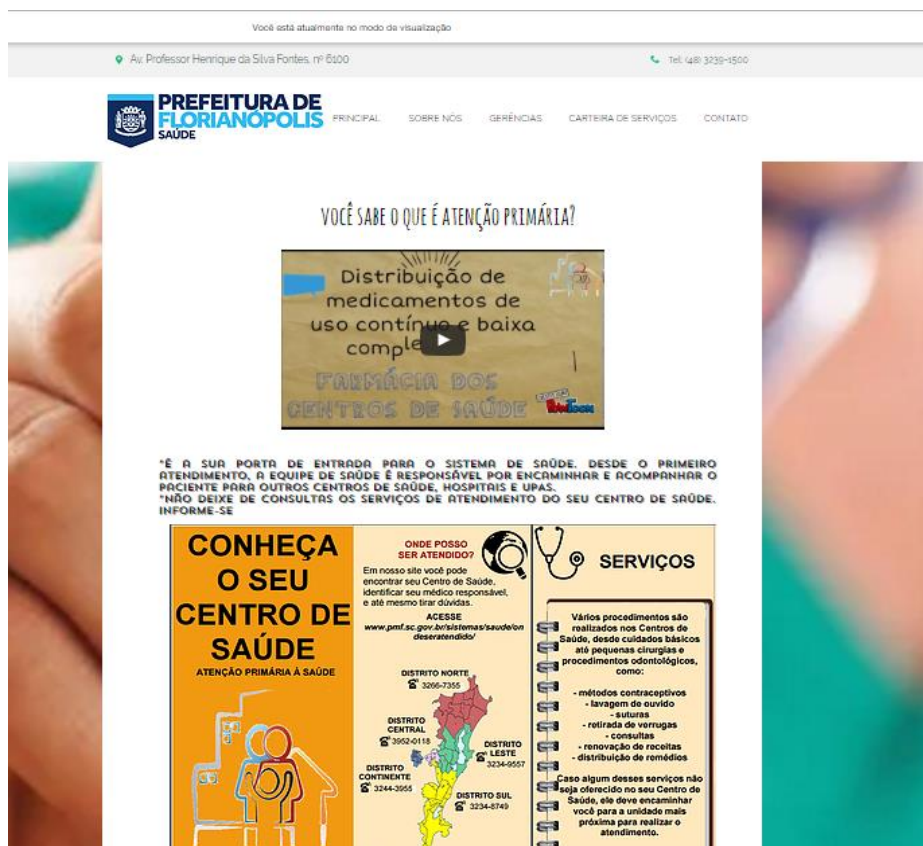 Você está atualmente no modo de visualização
Av. Professor Henrique da Silva Fontes, nº 6100
Tel: (48) 3239-1500
PREFEITURA DE
FLORIANÓPOLIS
SAÚDE
PRINCIPAL SOBRE NÓS GERÊNCIAS CARTEIRA DE SERVIÇOS CONTATO
VOCÊ SABE O QUE É ATENÇÃO PRIMÁRIA?
Distribuição de
medicamentos de
uso contínuo e baixa
comple
FARMÁCIA DOS
CENTROS DE SAÚDE
*É A SUA PORTA DE ENTRADA PARA O SISTEMA DE SAÚDE. DESDE O PRIMEIRO
ATENDIMENTO, A EQUIPE DE SAÚDE É RESPONSÁVEL POR ENCAMINHAR E ACOMPANHAR O
PACIENTE PARA OUTROS CENTROS DE SAÚDE, HOSPITAIS E UPAS.
*NÃO DEIXE DE CONSULTAS OS SERVIÇOS DE ATENDIMENTO DO SEU CENTRO DE SAÚDE.
INFORME-SE
CONHEÇA
O SEU
CENTRO DE
SAÚDE
ATENÇÃO PRIMÁRIA À SAÚDE
ONDE POSSO
SER ATENDIDO?
Em nosso site você pode
encontrar seu Centro de Saúde,
identificar seu médico responsável,
e até mesmo tirar dúvidas.
ACESSE
www.pmf.sc.gov.br/sistemas/saude/on
deseratendido/
DISTRITO NORTE
3266-7355
DISTRITO
CENTRAL
3952-0118
DISTRITO
LESTE
3234-9557
DISTRITO
CONTINENTE
3244-3955
DISTRITO SUL
3234-8749
SERVIÇOS
Vários procedimentos são
realizados nos Centros de
Saúde, desde cuidados básicos
até pequenas cirurgias e
procedimentos odontológicos,
como:
- métodos contraceptivos
- lavagem de ouvido
- suturas
- retirada de verrugas
- consultas
- renovação de receitas
- distribuição de remédios
Caso algum desses serviços não
seja oferecido no seu Centro de
Saúde, ele deve encaminhar
você para a unidade mais
próxima para realizar o
atendimento.